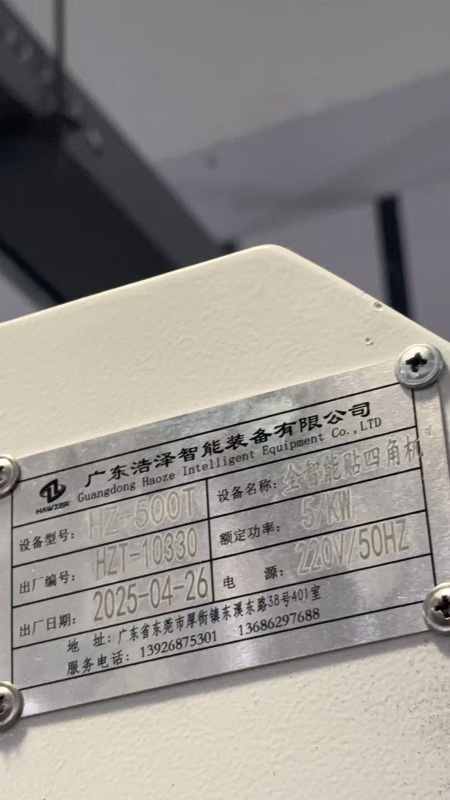 HAWZER
广东浩泽智能装备有限公司
Guangdong Haoze Intelligent Equipment Co.,LTD
设备型号: HZ-500T 设备名称: 全智能贴四角机
出厂编号: HZT-10330 额定功率: 5/KW
出厂日期: 2025-04-26 电 源: 220V/50HZ
地 址: 广东省东莞市厚街镇东溪东路38号401室
服务电话: 13926875301 13686297688